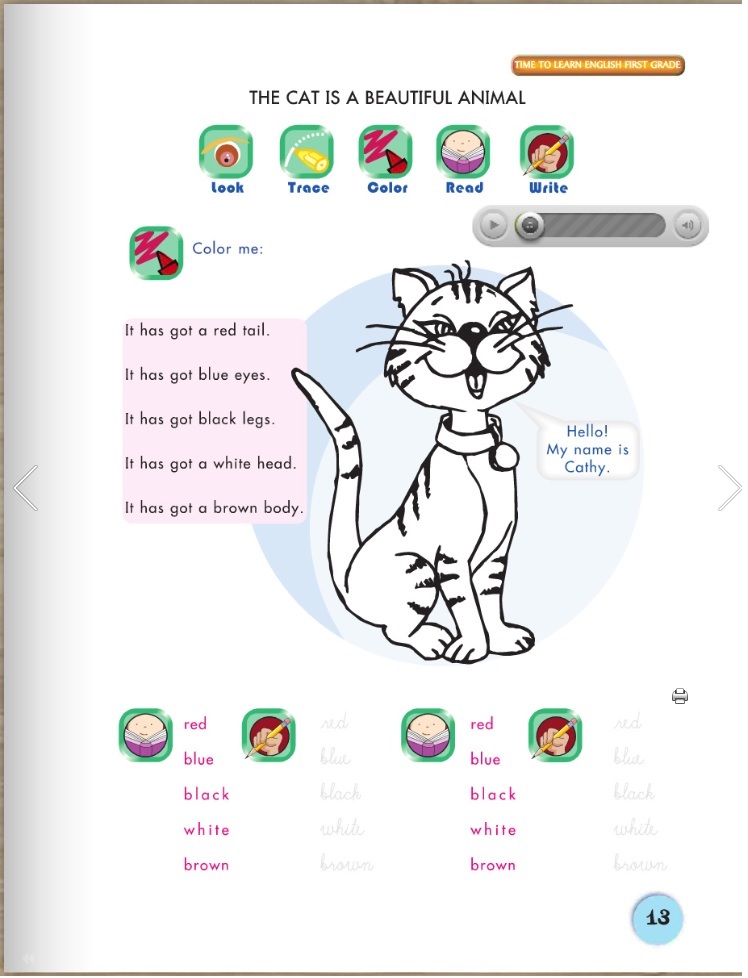 TIME TO LEARN ENGLISH FIRST GRADE
THE CAT IS A BEAUTIFUL ANIMAL
Look Trace Color Read Write
Color me:
It has got a red tail.
It has got blue eyes.
It has got black legs.
It has got a white head.
It has got a brown body.
Hello!
My name is
Cathy.
red red red red
blue blue blue blue
black black black black
white white white white
brown brown brown brown
13